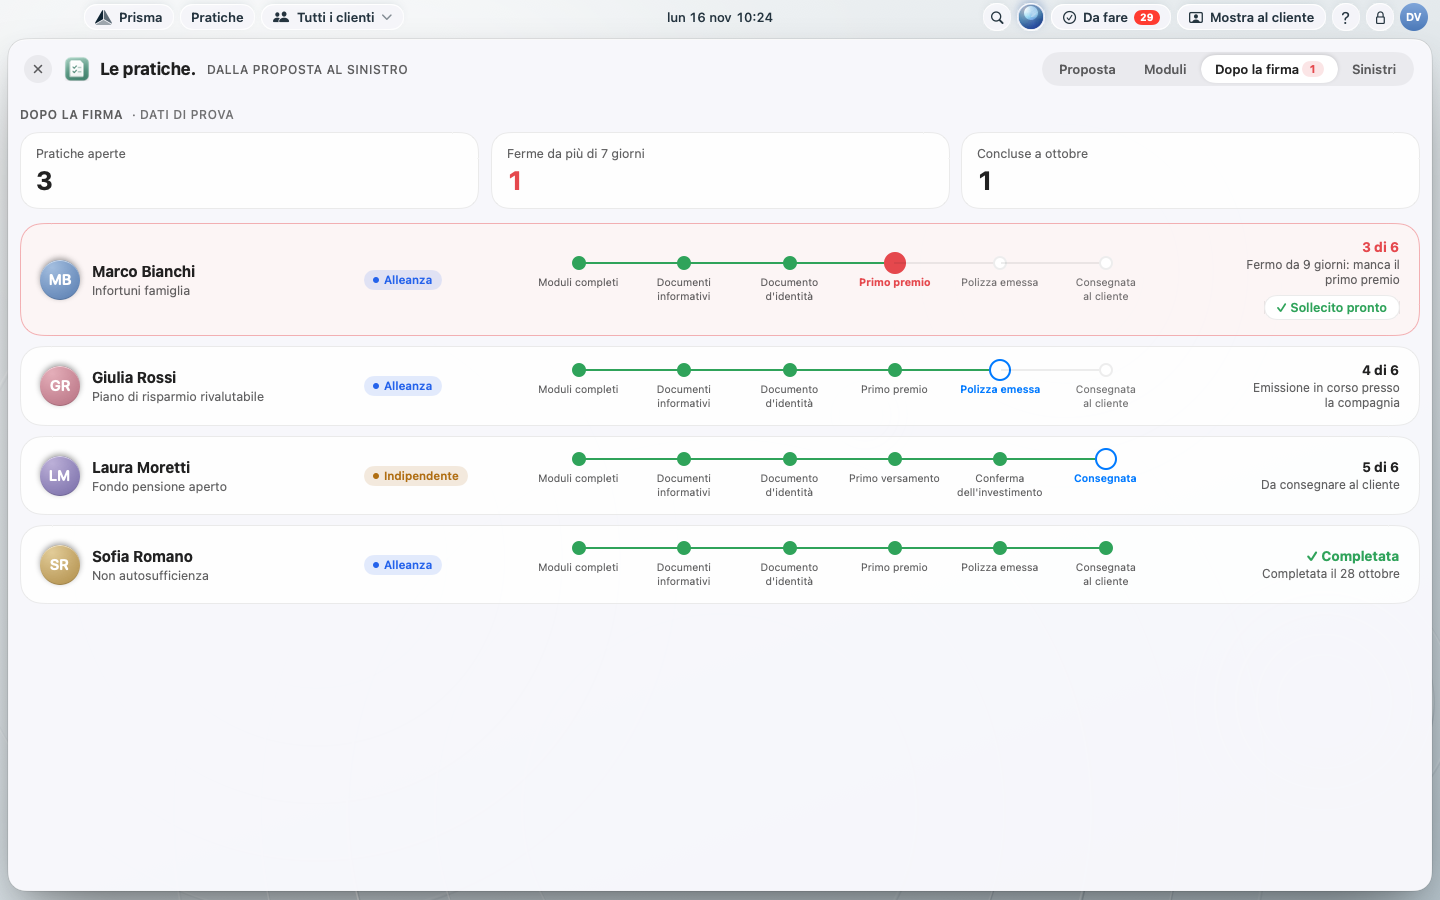 Prisma
Pratiche
Tutti i clienti
lun 16 nov 10:24
Da fare 29
Mostra al cliente
?
DV
Le pratiche. DALLA PROPOSTA AL SINISTRO
Proposta
Moduli
Dopo la firma 1
Sinistri
DOPO LA FIRMA · DATI DI PROVA
Pratiche aperte
3
Ferme da più di 7 giorni
1
Concluse a ottobre
1
MB
Marco Bianchi
Infortuni famiglia
Alleanza
Moduli completi
Documenti
informativi
Documento
d'identità
Primo premio
Polizza emessa
Consegnata
al cliente
3 di 6
Fermo da 9 giorni: manca il
primo premio
Sollecito pronto
GR
Giulia Rossi
Piano di risparmio rivalutabile
Alleanza
Moduli completi
Documenti
informativi
Documento
d'identità
Primo premio
Polizza emessa
Consegnata
al cliente
4 di 6
Emissione in corso presso
la compagnia
LM
Laura Moretti
Fondo pensione aperto
Indipendente
Moduli completi
Documenti
informativi
Documento
d'identità
Primo versamento
Conferma
dell'investimento
Consegnata
5 di 6
Da consegnare al cliente
SR
Sofia Romano
Non autosufficienza
Alleanza
Moduli completi
Documenti
informativi
Documento
d'identità
Primo premio
Polizza emessa
Consegnata
al cliente
Completata
Completata il 28 ottobre